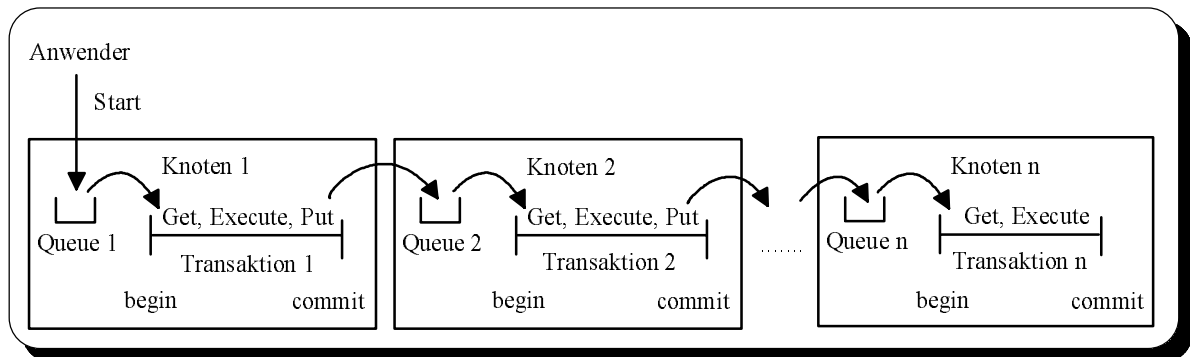 Anwender
Start
Knoten 1
Get, Execute, Put
Queue 1
Transaktion 1
begin commit
Knoten 2
Get, Execute, Put
Queue 2
Transaktion 2
begin commit
.......
Knoten n
Get, Execute
Queue n
Transaktion n
begin commit